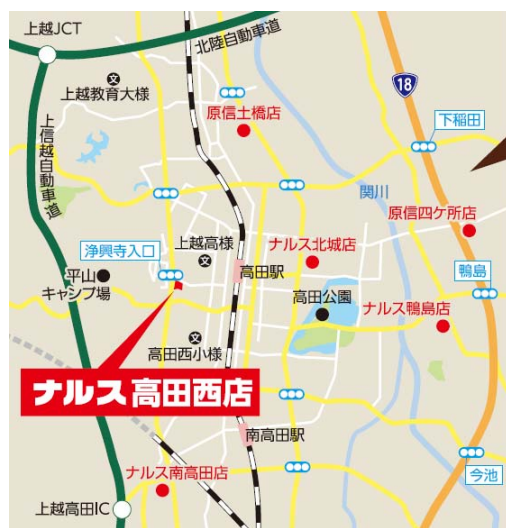 上越JCT
北陸自動車道
文
上越教育大様
原信土橋店
18
下稲田
上信越自動車道
関川
原信四ケ所店
浄興寺入口
上越高様
文
ナルス北城店
高田駅
平山
キャンプ場
高田公園
鴨島
ナルス鴨島店
文
高田西小様
ナルス高田西店
南高田駅
ナルス南高田店
今池
上越高田IC